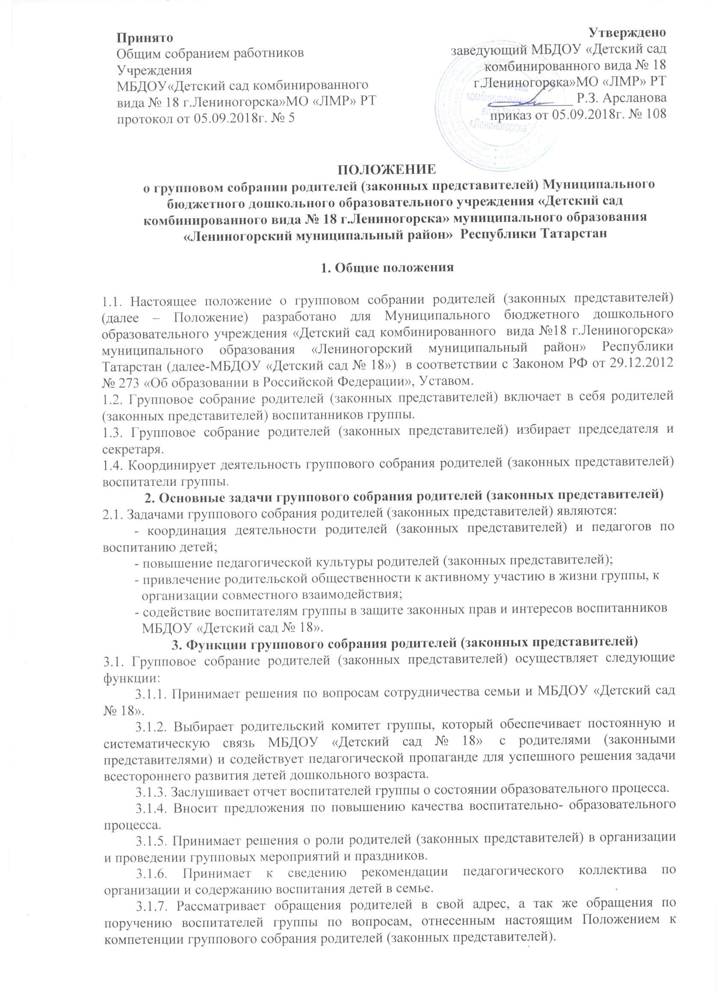 Принято
Общим собранием работников
Учреждения
МБДОУ«Детский сад комбинированного
вида № 18 г.Лениногорска»МО «ЛМР» РТ
протокол от 05.09.2018г. № 5
Утверждено
заведующий МБДОУ «Детский сад
комбинированного вида № 18
г.Лениногорска»МО «ЛМР» РТ
Р.З. Арсланова
приказ от 05.09.2018г. № 108
сад
комбинированного
вида №18
г.Лениногорска"
ПОЛОЖЕНИЕ
о групповом собрании родителей (законных представителей) Муниципального
бюджетного дошкольного образовательного учреждения «Детский сад
комбинированного вида № 18 г.Лениногорска» муниципального образования
«Лениногорский муниципальный район» Республики Татарстан
1. Общие положения
1.1. Настоящее положение о групповом собрании родителей (законных представителей)
(далее – Положение) разработано для Муниципального бюджетного дошкольного
образовательного учреждения «Детский сад комбинированного вида №18 г.Лениногорска»
муниципального образования «Лениногорский муниципальный район» Республики
Татарстан (далее-МБДОУ «Детский сад № 18») в соответствии с Законом РФ от 29.12.2012
№ 273 «Об образовании в Российской Федерации», Уставом.
1.2. Групповое собрание родителей (законных представителей) включает в себя родителей
(законных представителей) воспитанников группы.
1.3. Групповое собрание родителей (законных представителей) избирает председателя и
секретаря.
1.4. Координирует деятельность группового собрания родителей (законных представителей)
воспитатели группы.
2. Основные задачи группового собрания родителей (законных представителей)
2.1. Задачами группового собрания родителей (законных представителей) являются:
- координация деятельности родителей (законных представителей) и педагогов по
воспитанию детей;
- повышение педагогической культуры родителей (законных представителей);
- привлечение родительской общественности к активному участию в жизни группы, к
организации совместного взаимодействия;
- содействие воспитателям группы в защите законных прав и интересов воспитанников
МБДОУ «Детский сад № 18».
3. Функции группового собрания родителей (законных представителей)
3.1. Групповое собрание родителей (законных представителей) осуществляет следующие
функции:
3.1.1. Принимает решения по вопросам сотрудничества семьи и МБДОУ «Детский сад
№ 18».
3.1.2. Выбирает родительский комитет группы, который обеспечивает постоянную и
систематическую связь МБДОУ «Детский сад № 18» с родителями (законными
представителями) и содействует педагогической пропаганде для успешного решения задачи
всестороннего развития детей дошкольного возраста.
3.1.3. Заслушивает отчет воспитателей группы о состоянии образовательного процесса.
3.1.4. Вносит предложения по повышению качества воспитательно- образовательного
процесса.
3.1.5. Принимает решения о роли родителей (законных представителей) в организации
и проведении групповых мероприятий и праздников.
3.1.6. Принимает к сведению рекомендации педагогического коллектива по
организации и содержанию воспитания детей в семье.
3.1.7. Рассматривает обращения родителей в свой адрес, а так же обращения по
поручению воспитателей группы по вопросам, отнесенным настоящим Положением к
компетенции группового собрания родителей (законных представителей).